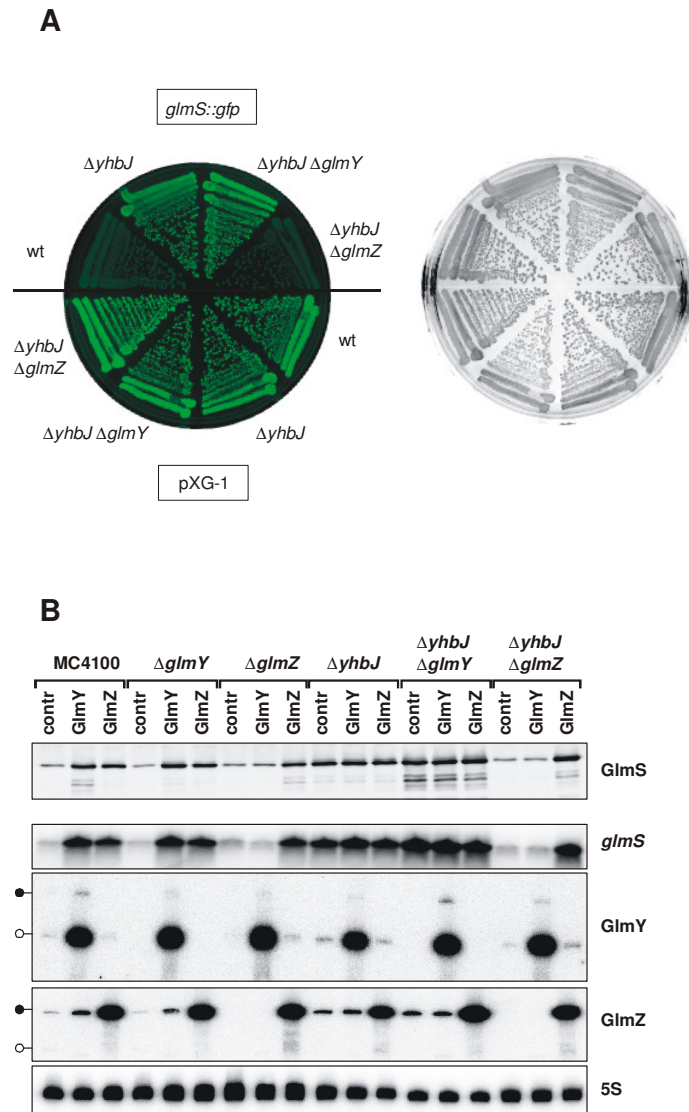 A
glmS::gfp
ΔyhbJ
ΔyhbJ ΔglmY
wt
ΔyhbJ
ΔglmZ
ΔyhbJ
ΔglmZ
wt
ΔyhbJ ΔglmY
ΔyhbJ
pXG-1
B
MC4100
ΔglmY
ΔglmZ
ΔyhbJ
ΔyhbJ
ΔglmY
ΔyhbJ
ΔglmZ
contr GlmY GlmZ contr GlmY GlmZ contr GlmY GlmZ contr GlmY GlmZ contr GlmY GlmZ contr GlmY GlmZ
GlmS
glmS
GlmY
GlmZ
5S